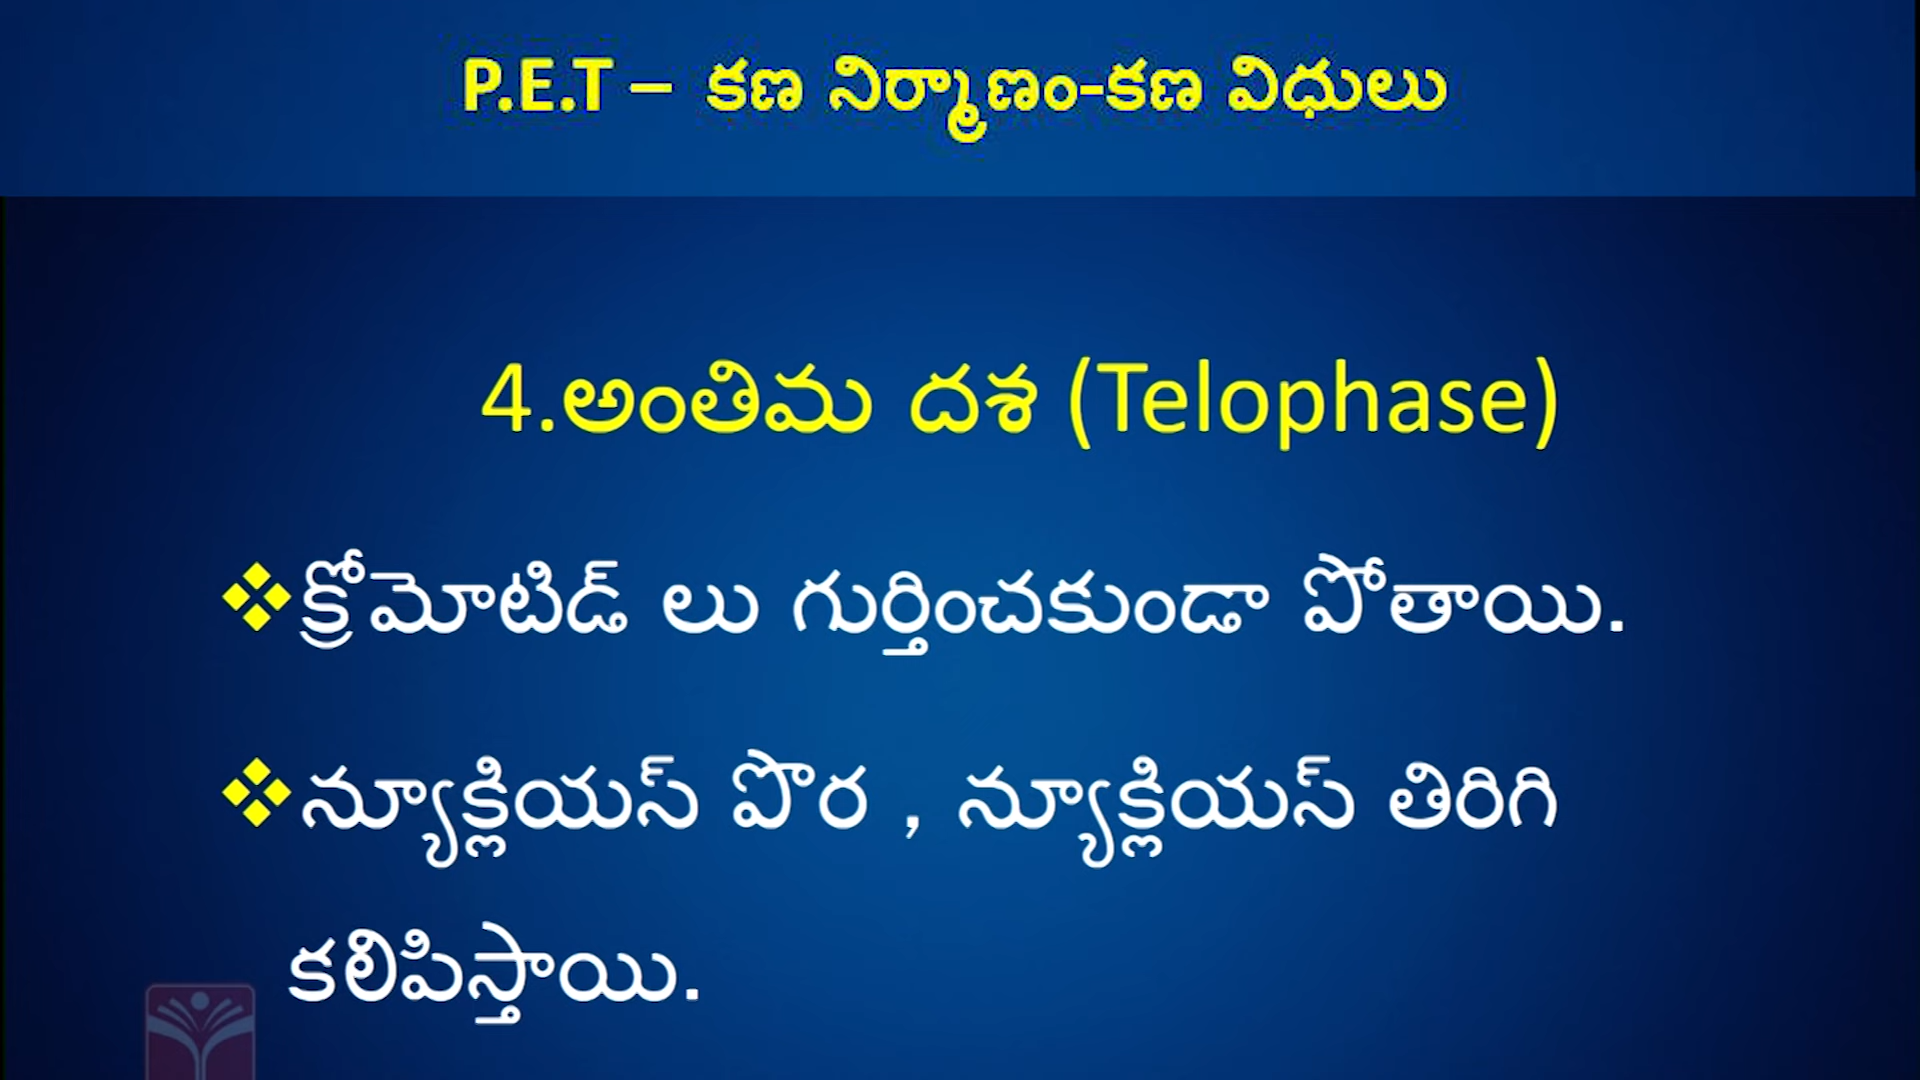 P.E.T – కణ నిర్మాణం-కణ విధులు
4.అంతిమ దశ (Telophase)
❖క్రోమోటిడ్ లు గుర్తించకుండా పోతాయి.
❖న్యూక్లియస్ పొర , న్యూక్లియస్ తిరిగి
కలిపిస్తాయి.